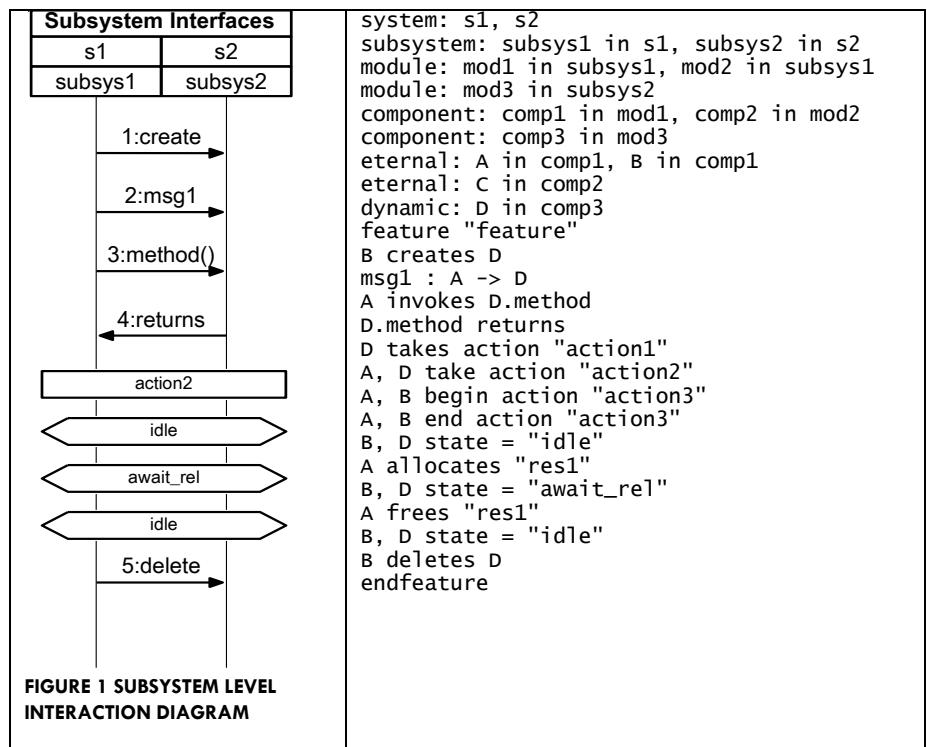 Subsystem Interfaces
s1 s2
subsys1 subsys2
1:create
2:msg1
3:method()
4:returns
action2
idle
await_rel
idle
5:delete
FIGURE 1 SUBSYSTEM LEVEL
INTERACTION DIAGRAM
system: s1, s2
subsystem: subsys1 in s1, subsys2 in s2
module: mod1 in subsys1, mod2 in subsys1
module: mod3 in subsys2
component: comp1 in mod1, comp2 in mod2
component: comp3 in mod3
eternal: A in comp1, B in comp1
eternal: C in comp2
dynamic: D in comp3
feature "feature"
B creates D
msg1 : A -> D
A invokes D.method
D.method returns
D takes action "action1"
A, D take action "action2"
A, B begin action "action3"
A, B end action "action3"
B, D state = "idle"
A allocates "res1"
B, D state = "await_rel"
A frees "res1"
B, D state = "idle"
B deletes D
endfeature